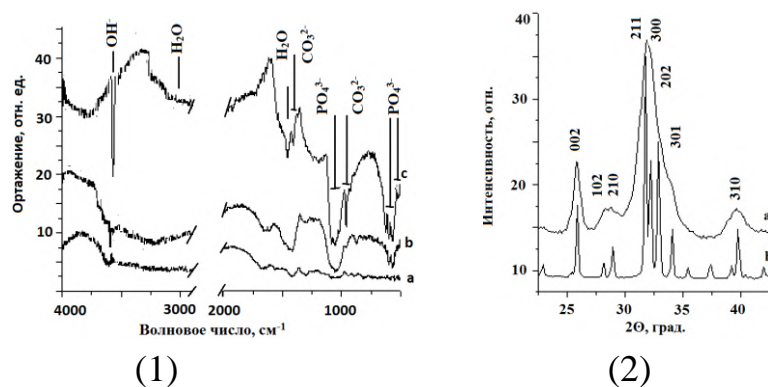 OH
H₂O
H₂O
CO₃²⁻
PO₄³⁻
CO₃²⁻
PO₄³⁻
40
30
20
10
Ортажение, отн. ед.
c
b
a
4000
3000
2000
1000
Волновое число, см⁻¹
(1)
211
300
202
301
002
102
210
310
40
30
20
10
Интенсивность, отн.
a
25
30
35
40
2Θ, град.
(2)